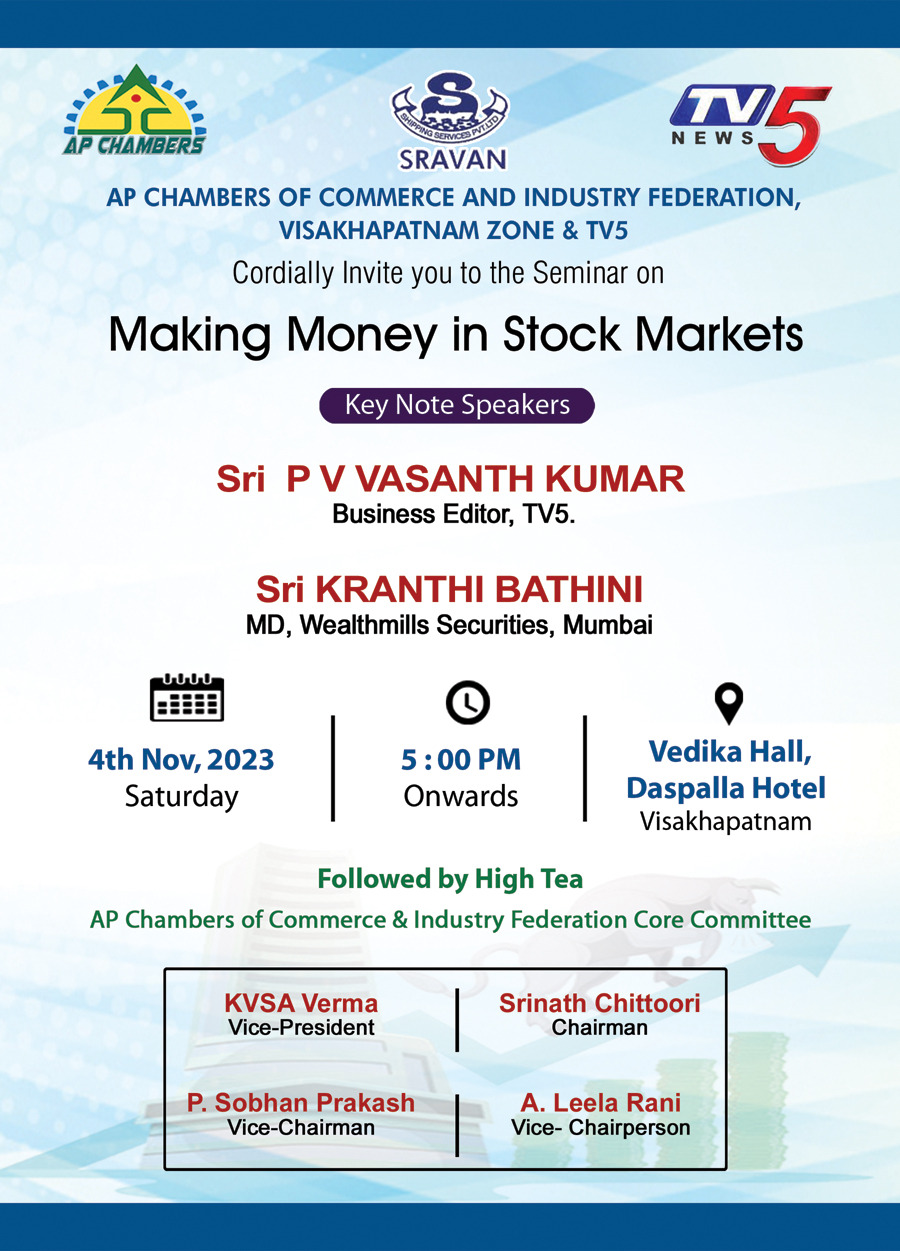 AP CHAMBERS
S
SHIPPING SERVICES PVT.LTD
SRAVAN
TV5
NEWS
AP CHAMBERS OF COMMERCE AND INDUSTRY FEDERATION,
VISAKHAPATNAM ZONE & TV5
Cordially Invite you to the Seminar on
Making Money in Stock Markets
Key Note Speakers
Sri P V VASANTH KUMAR
Business Editor, TV5.
Sri KRANTHI BATHINI
MD, Wealthmills Securities, Mumbai
4th Nov, 2023
Saturday
5 : 00 PM
Onwards
Vedika Hall,
Daspalla Hotel
Visakhapatnam
Followed by High Tea
AP Chambers of Commerce & Industry Federation Core Committee
KVSA Verma
Vice-President
Srinath Chittoori
Chairman
P. Sobhan Prakash
Vice-Chairman
A. Leela Rani
Vice- Chairperson